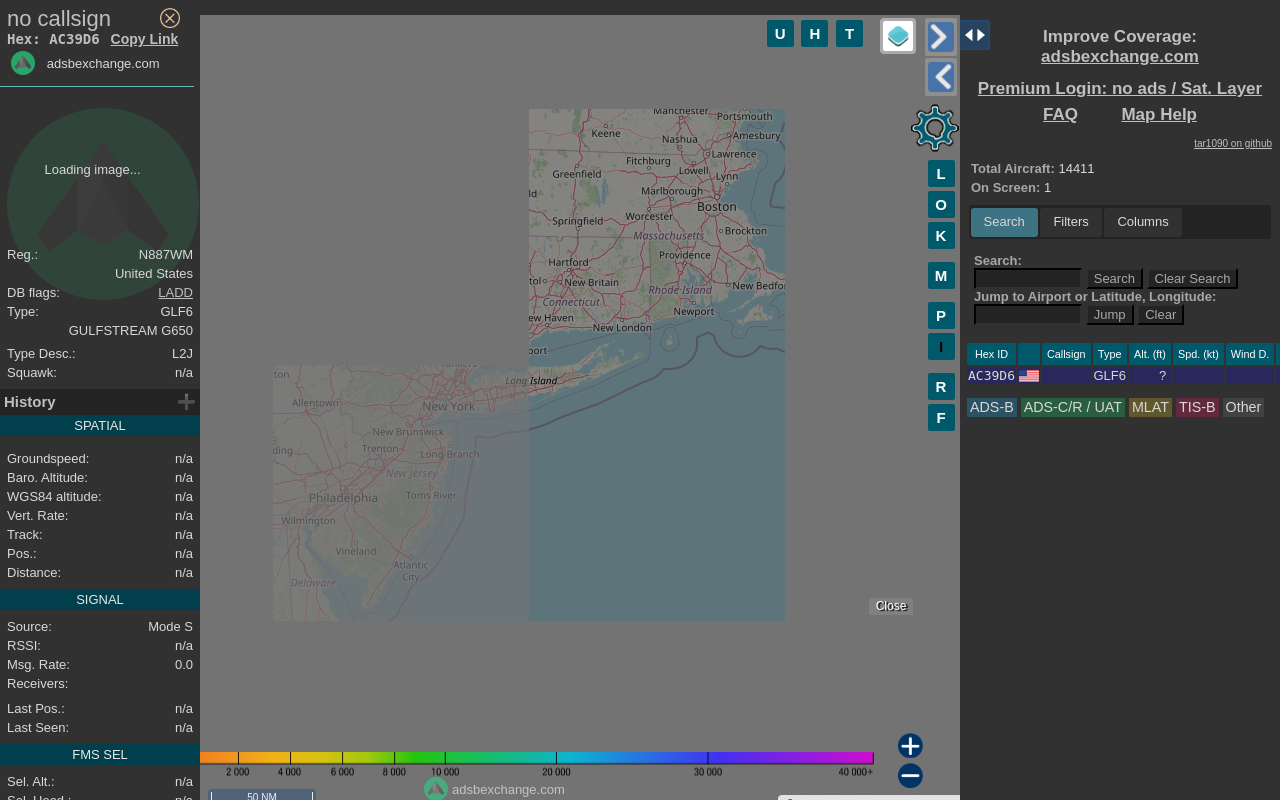 no callsign
Hex: AC39D6 Copy Link
adsbexchange.com
Loading image...
Reg.: N887WM
United States
DB flags: LADD
Type: GLF6
GULFSTREAM G650
Type Desc.: L2J
Squawk: n/a
History
SPATIAL
Groundspeed: n/a
Baro. Altitude: n/a
WGS84 altitude: n/a
Vert. Rate: n/a
Track: n/a
Pos.: n/a
Distance: n/a
SIGNAL
Source: Mode S
RSSI: n/a
Msg. Rate: 0.0
Receivers:
Last Pos.: n/a
Last Seen: n/a
FMS SEL
Sel. Alt.: n/a
Sel. Head.: n/a
U H T
L
O
K
M
P
I
R
F
Manchester
Portsmouth
Keene
Nashua
Amesbury
Fitchburg
Lawrence
Greenfield
Lowell
Lynn
Marlborough
ld
Boston
Springfield
Worcester
Massachusetts
Brockton
Hartford
Providence
tol
New Britain
Rhode Island
New Bedfor
Connecticut
Newport
ew Haven
New London
port
Long Island
ton
Allentown
New York
New Brunswick
Trenton
Long Branch
ding
New Jersey
Philadelphia
Toms River
Wilmington
Vineland
Atlantic
City
Delaware
Close
2 000 4 000 6 000 8 000 10 000 20 000 30 000 40 000+
adsbexchange.com
50 NM
Improve Coverage:
adsbexchange.com
Premium Login: no ads / Sat. Layer
FAQ Map Help
tar1090 on github
Total Aircraft: 14411
On Screen: 1
Search Filters Columns
Search:
Search Clear Search
Jump to Airport or Latitude, Longitude:
Jump Clear
Hex ID Callsign Type Alt. (ft) Spd. (kt) Wind D.
AC39D6 GLF6 ?
ADS-B ADS-C/R / UAT MLAT TIS-B Other